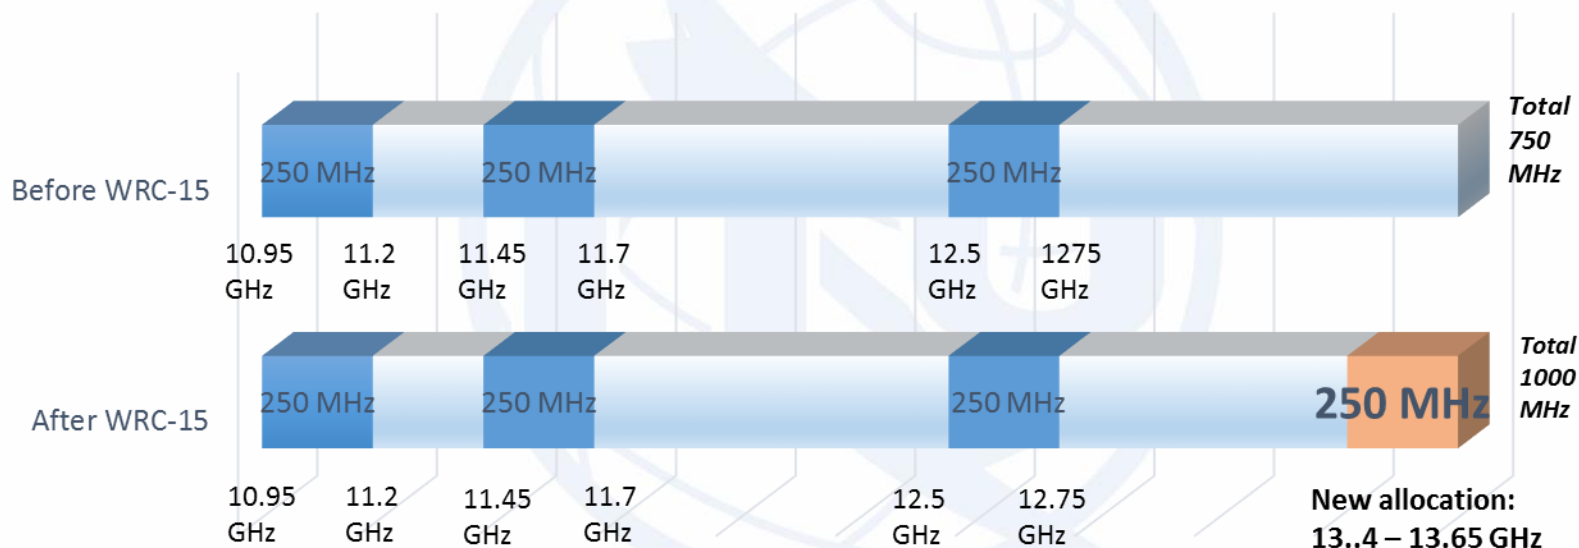 Total
750
MHz
Before WRC-15
250 MHz
250 MHz
250 MHz
10.95
GHz
11.2
GHz
11.45
GHz
11.7
GHz
12.5
GHz
1275
GHz
Total
1000
MHz
After WRC-15
250 MHz
250 MHz
250 MHz
250 MHz
10.95
GHz
11.2
GHz
11.45
GHz
11.7
GHz
12.5
GHz
12.75
GHz
New allocation:
13..4 – 13.65 GHz